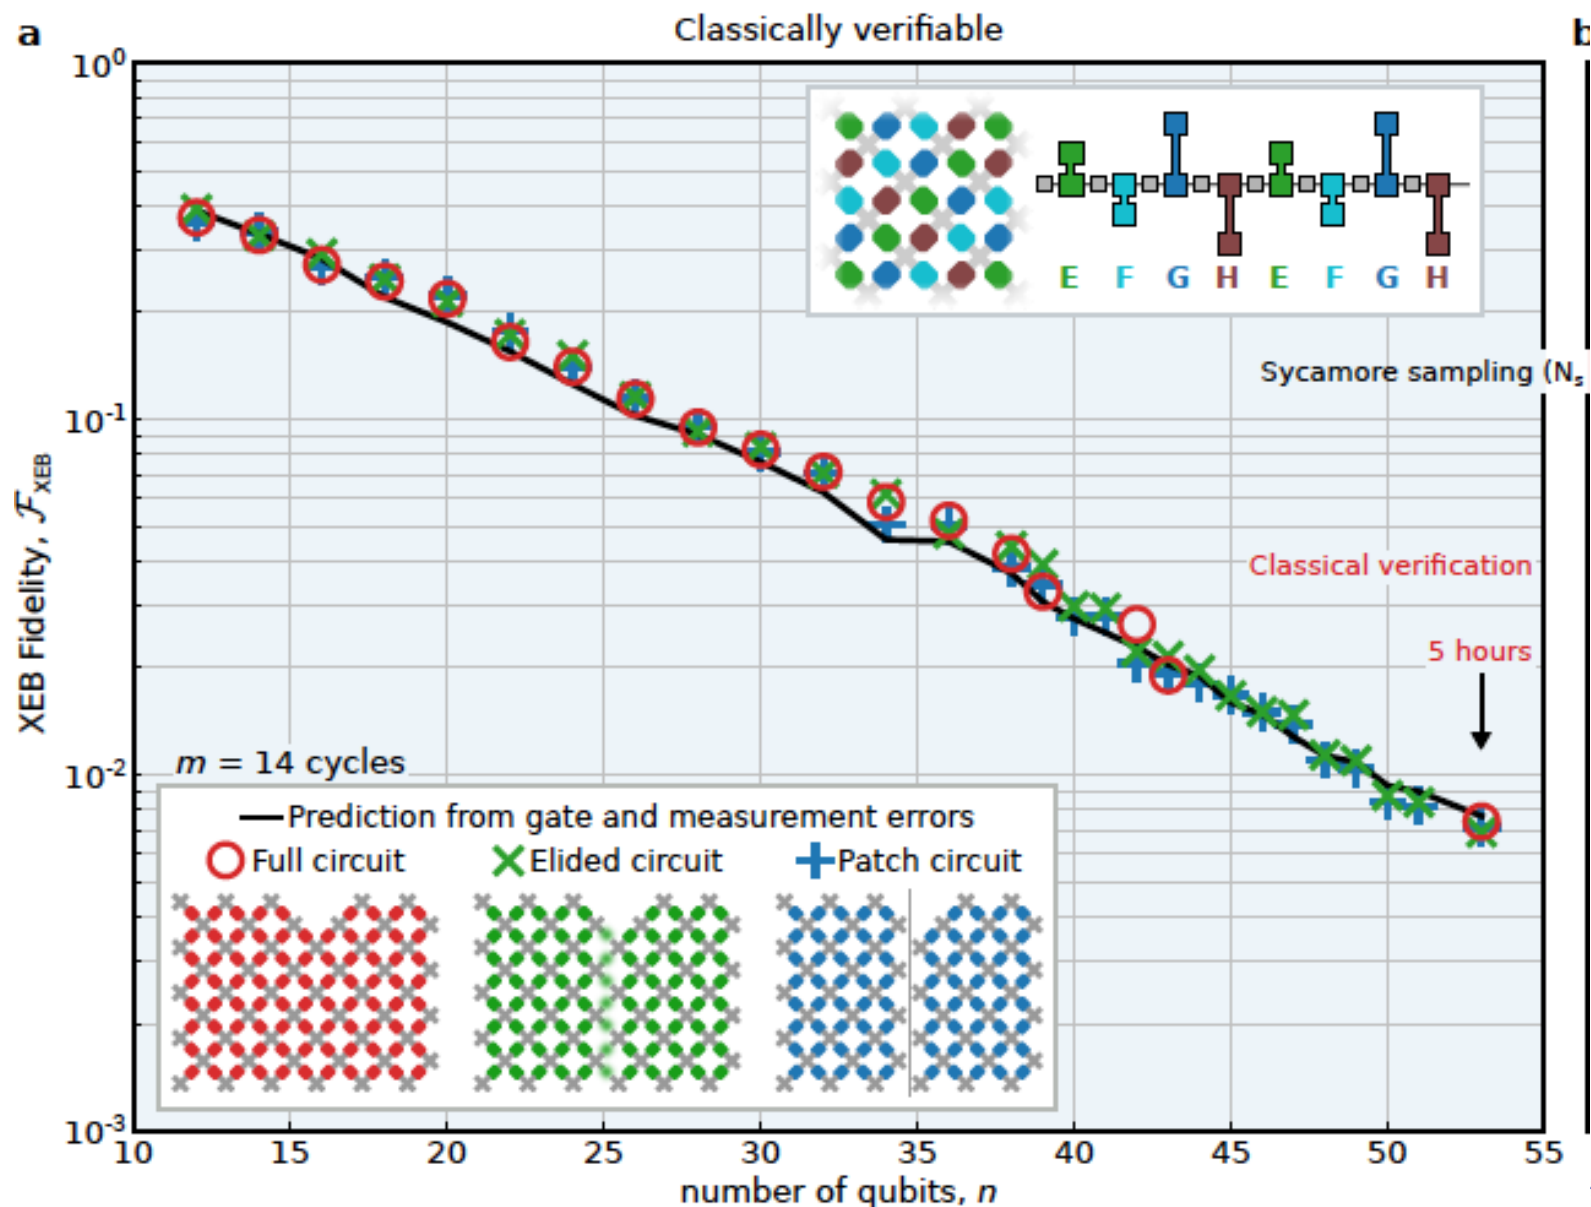 a
Classically verifiable
b
10^0
10^-1
10^-2
10^-3
XEB Fidelity, ℱ_XEB
E F G H E F G H
Sycamore sampling (N_s
Classical verification
5 hours
m = 14 cycles
Prediction from gate and measurement errors
Full circuit Elided circuit Patch circuit
10 15 20 25 30 35 40 45 50 55
number of qubits, n